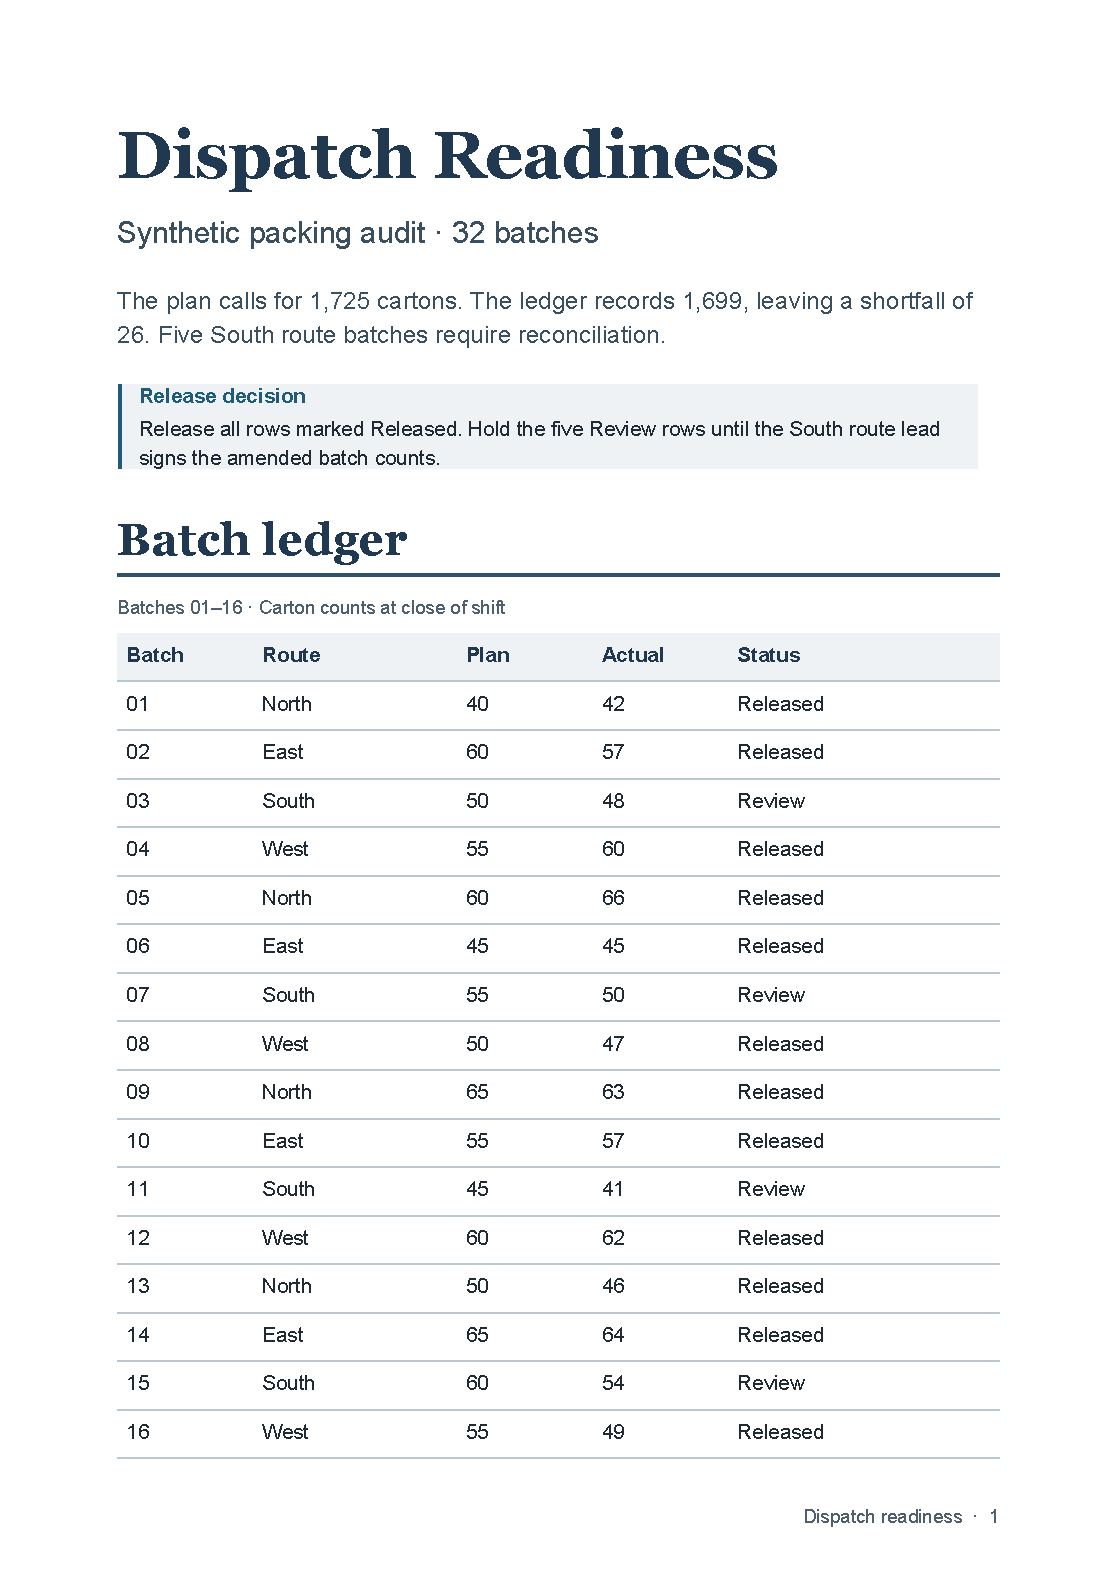 Dispatch Readiness
Synthetic packing audit · 32 batches
The plan calls for 1,725 cartons. The ledger records 1,699, leaving a shortfall of
26. Five South route batches require reconciliation.
Release decision
Release all rows marked Released. Hold the five Review rows until the South route lead
signs the amended batch counts.
Batch ledger
Batches 01–16 · Carton counts at close of shift
Batch Route Plan Actual Status
01 North 40 42 Released
02 East 60 57 Released
03 South 50 48 Review
04 West 55 60 Released
05 North 60 66 Released
06 East 45 45 Released
07 South 55 50 Review
08 West 50 47 Released
09 North 65 63 Released
10 East 55 57 Released
11 South 45 41 Review
12 West 60 62 Released
13 North 50 46 Released
14 East 65 64 Released
15 South 60 54 Review
16 West 55 49 Released
Dispatch readiness · 1